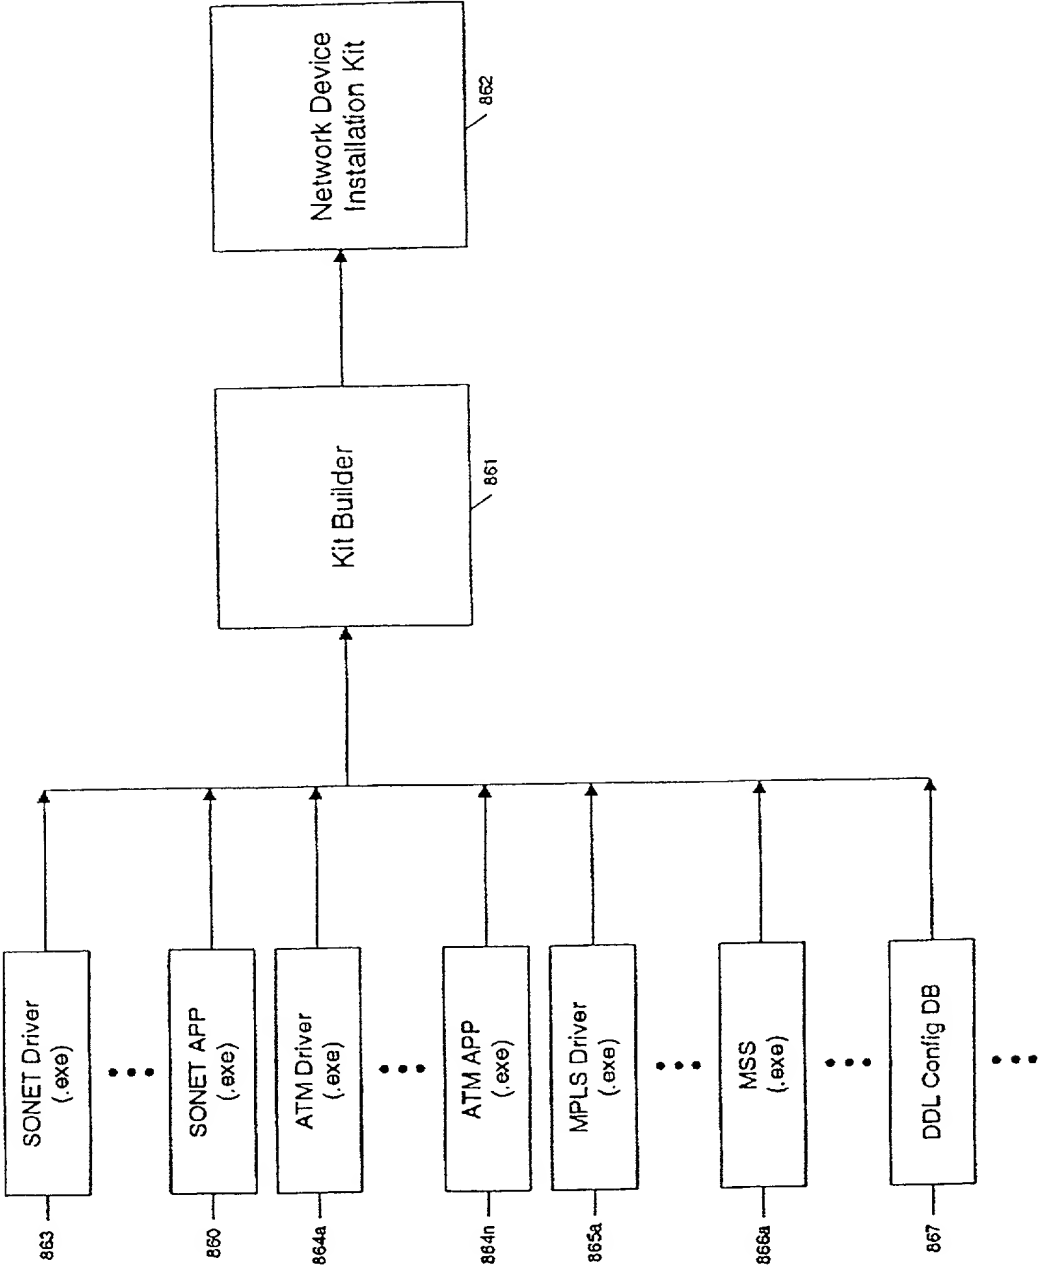 863
SONET Driver
(.exe)
860
SONET APP
(.exe)
864a
ATM Driver
(.exe)
864n
ATM APP
(.exe)
865a
MPLS Driver
(.exe)
866a
MSS
(.exe)
867
DDL Config DB
Kit Builder
861
Network Device
Installation Kit
862